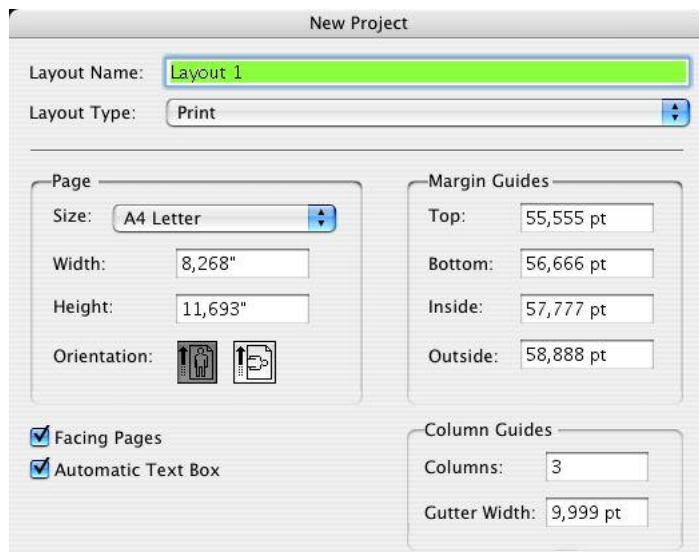 New Project
Layout Name: Layout 1
Layout Type: Print
Page
Size: A4 Letter
Width: 8,268"
Height: 11,693"
Orientation:
Facing Pages
Automatic Text Box
Margin Guides
Top: 55,555 pt
Bottom: 56,666 pt
Inside: 57,777 pt
Outside: 58,888 pt
Column Guides
Columns: 3
Gutter Width: 9,999 pt